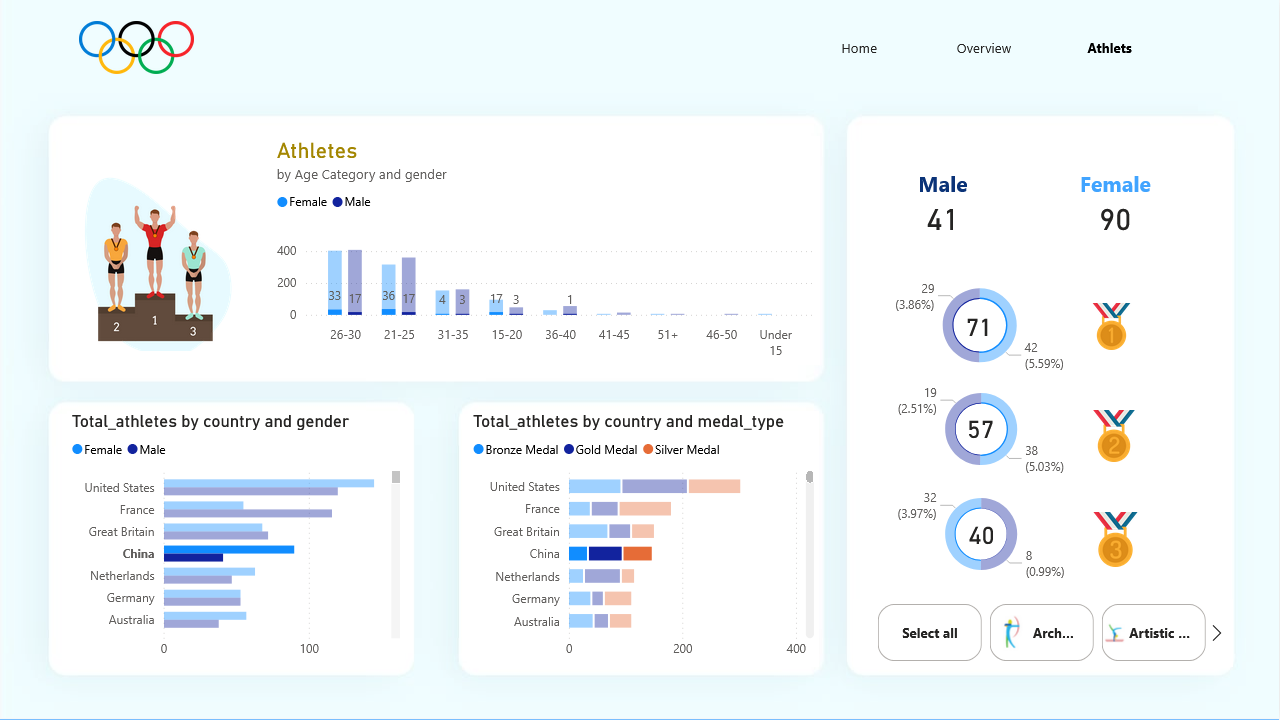 Home Overview Athlets
Athletes
by Age Category and gender
Female Male
400
200
0
33 17 36 17 4 3 17 3 1
26-30 21-25 31-35 15-20 36-40 41-45 51+ 46-50 Under
15
2 1 3
Male Female
41 90
29
(3.86%)
71
42
(5.59%)
1
19
(2.51%)
57
38
(5.03%)
2
32
(3.97%)
40
8
(0.99%)
3
Select all Arch... Artistic ...
Total_athletes by country and gender
Female Male
United States
France
Great Britain
China
Netherlands
Germany
Australia
0 100
Total_athletes by country and medal_type
Bronze Medal Gold Medal Silver Medal
United States
France
Great Britain
China
Netherlands
Germany
Australia
0 200 400